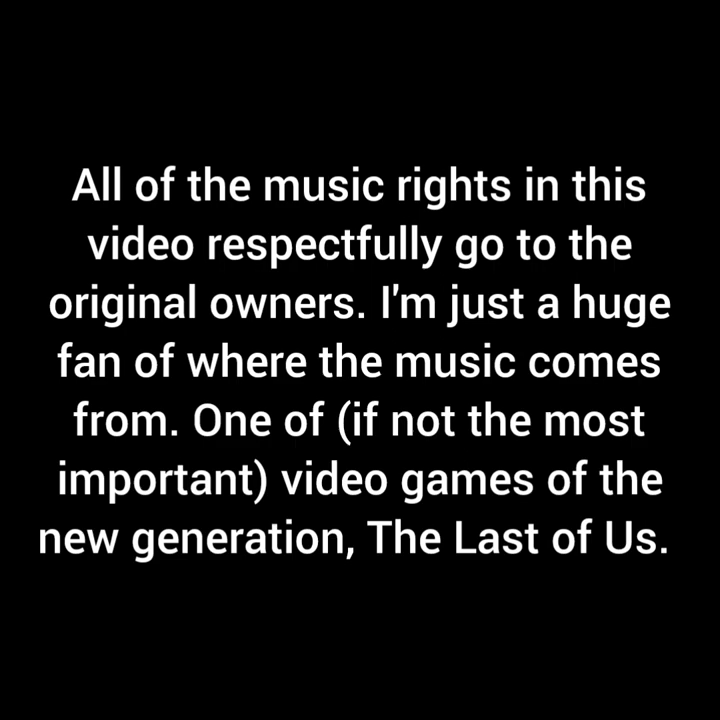 All of the music rights in this
video respectfully go to the
original owners. I'm just a huge
fan of where the music comes
from. One of (if not the most
important) video games of the
new generation, The Last of Us.